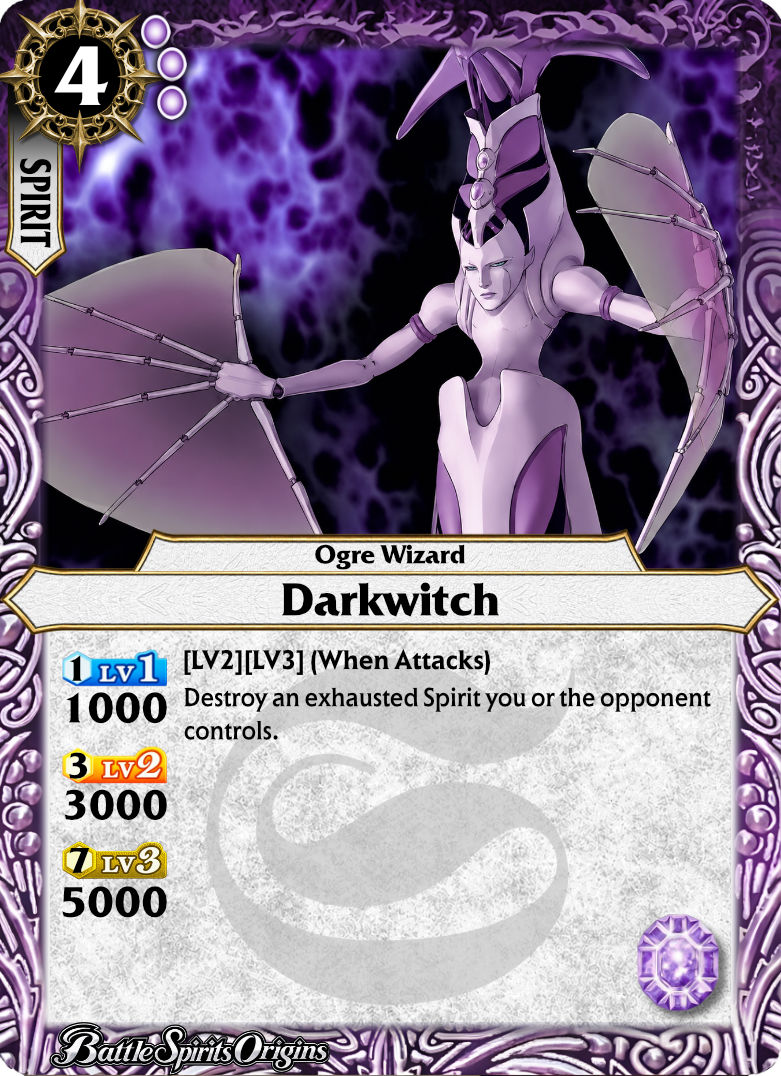 4
SPIRIT
Ogre Wizard
Darkwitch
1 LV1
1000
3 LV2
3000
7 LV3
5000
[LV2][LV3] (When Attacks)
Destroy an exhausted Spirit you or the opponent
controls.
Battle Spirits Origins